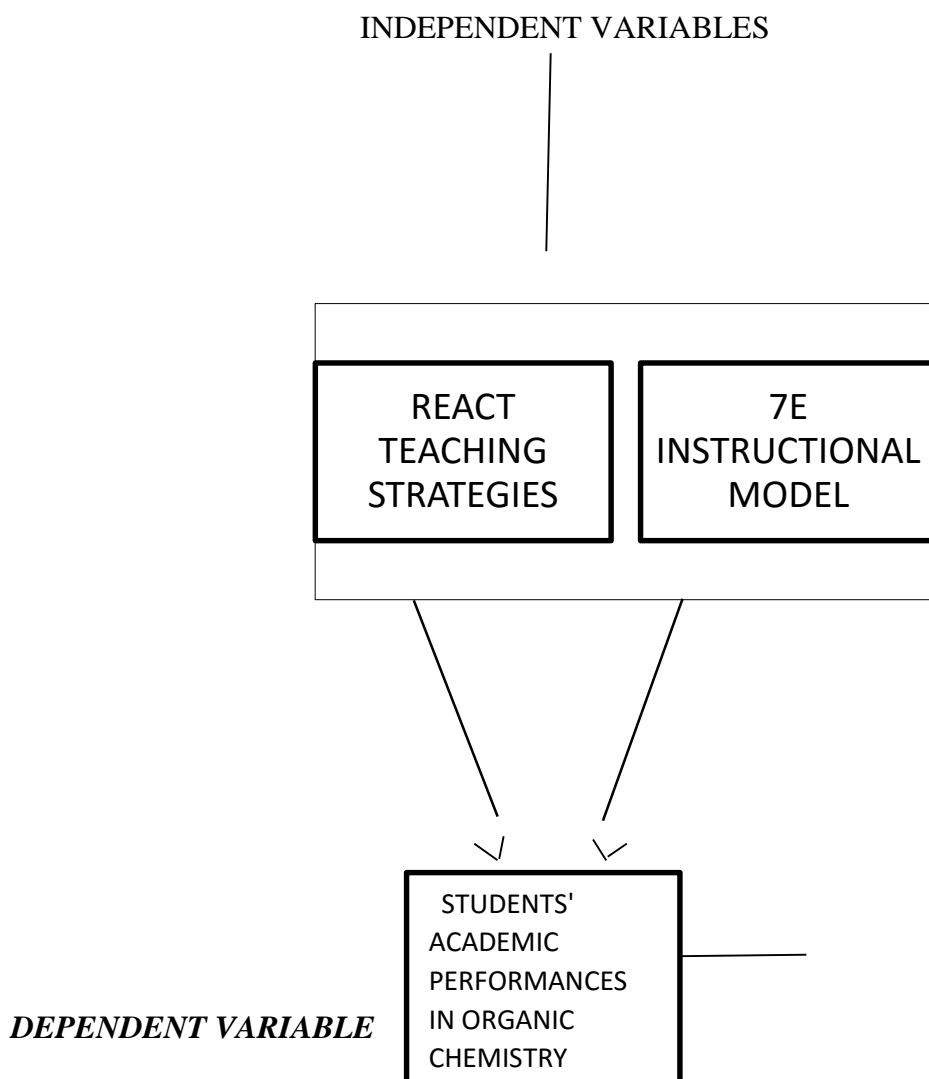 INDEPENDENT VARIABLES
REACT
TEACHING
STRATEGIES
7E
INSTRUCTIONAL
MODEL
STUDENTS'
ACADEMIC
PERFORMANCES
IN ORGANIC
CHEMISTRY
DEPENDENT VARIABLE